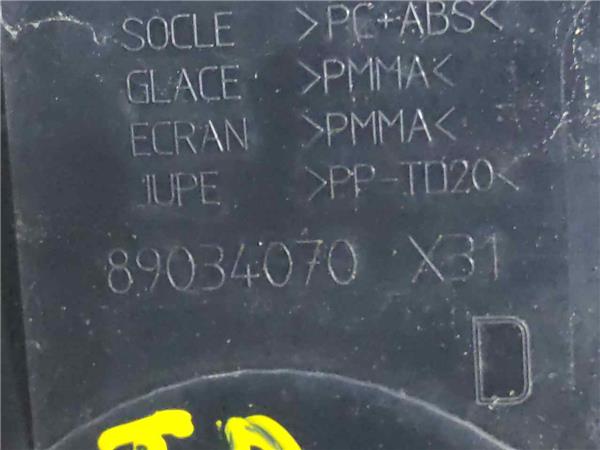 SOCLE >PC+ABS<
GLACE >PMMA<
ECRAN >PMMA<
JUPE >PP-TD20<
89034070 X31
D